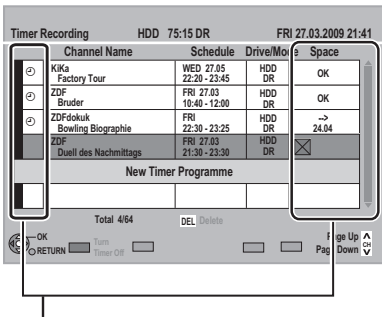 Timer Recording HDD 75:15 DR FRI 27.03.2009 21:41
Channel Name Schedule Drive/Mode Space
KiKa WED 27.05 HDD OK
Factory Tour 22:20 - 23:45 DR
ZDF FRI 27.03 HDD OK
Bruder 10:40 - 12:00 DR
ZDFdokuk FRI HDD -->
Bowling Biographie 22:30 - 23:25 DR 24.04
ZDF FRI 27.03 HDD
Duell des Nachmittags 21:30 - 23:30 DR
New Timer Programme
Total 4/64 DEL Delete
OK Turn Page Up CH
RETURN Timer Off Page Down